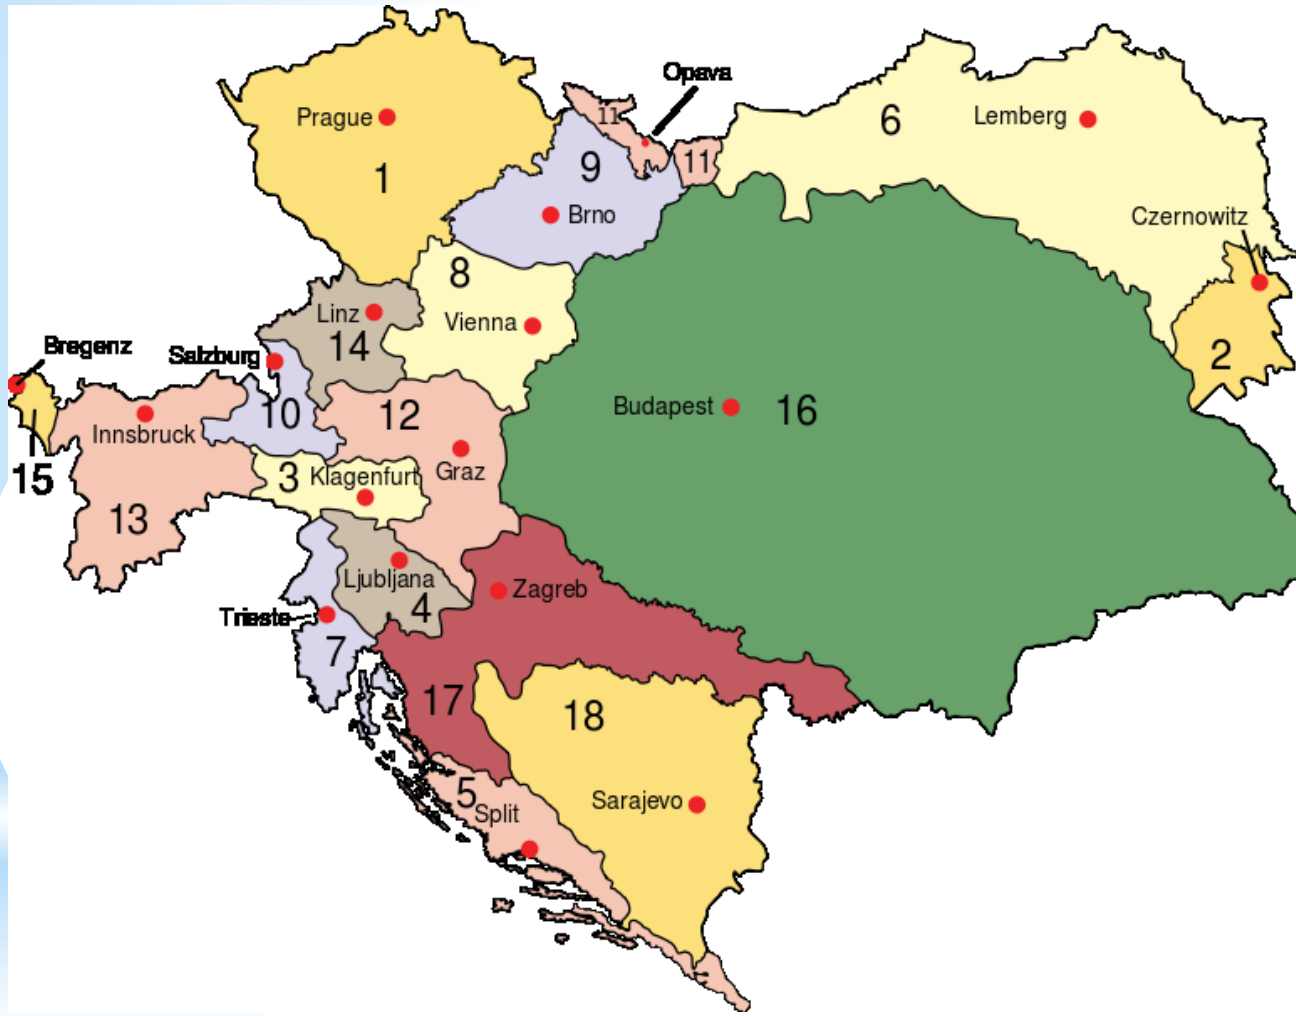 Opava
11
Prague
6
Lemberg
1
9
11
Brno
Czernowitz
8
Linz
Vienna
14
Bregenz
Salzburg
2
10
12
Budapest
16
Innsbruck
15
3
Klagenfurt
Graz
13
Ljubljana
4
Zagreb
Trieste
7
17
18
5
Split
Sarajevo